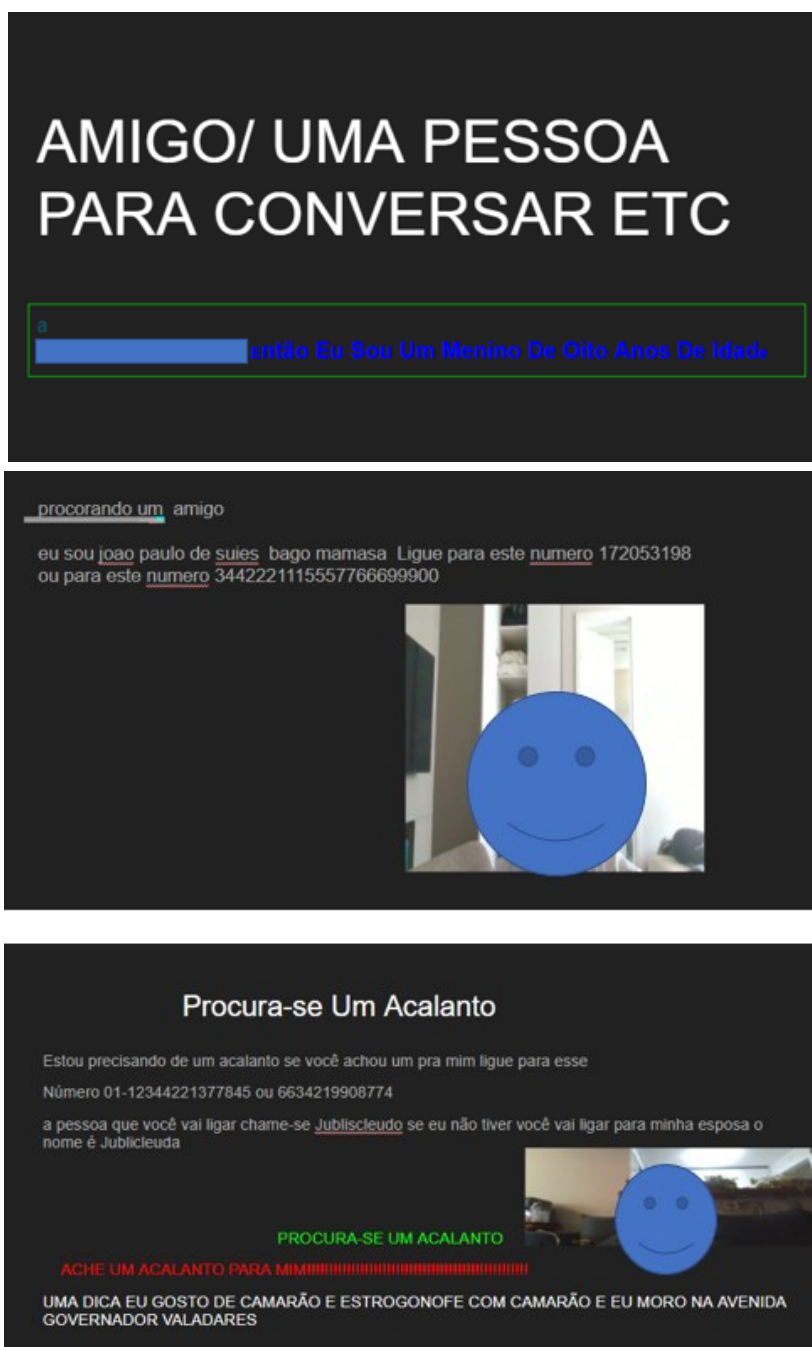 AMIGO/ UMA PESSOA
PARA CONVERSAR ETC
a
Então Eu Sou Um Menino De Oito Anos De Idade
procorando um amigo
eu sou joao paulo de suies bago mamasa Ligue para este numero 172053198
ou para este numero 3442221115557766699900
Procura-se Um Acalanto
Estou precisando de um acalanto se você achou um pra mim ligue para esse
Número 01-12344221377845 ou 6634219908774
a pessoa que você vai ligar chame-se Jubliscleudo se eu não tiver você vai ligar para minha esposa o
nome é Jublicleuda
PROCURA-SE UM ACALANTO
ACHE UM ACALANTO PARA MIM!!!!!!!!!!!!!!!!!!!!!!!!!!!!!!!!!!!!!!!!!!!!!!!!!!
UMA DICA EU GOSTO DE CAMARÃO E ESTROGONOFE COM CAMARÃO E EU MORO NA AVENIDA
GOVERNADOR VALADARES